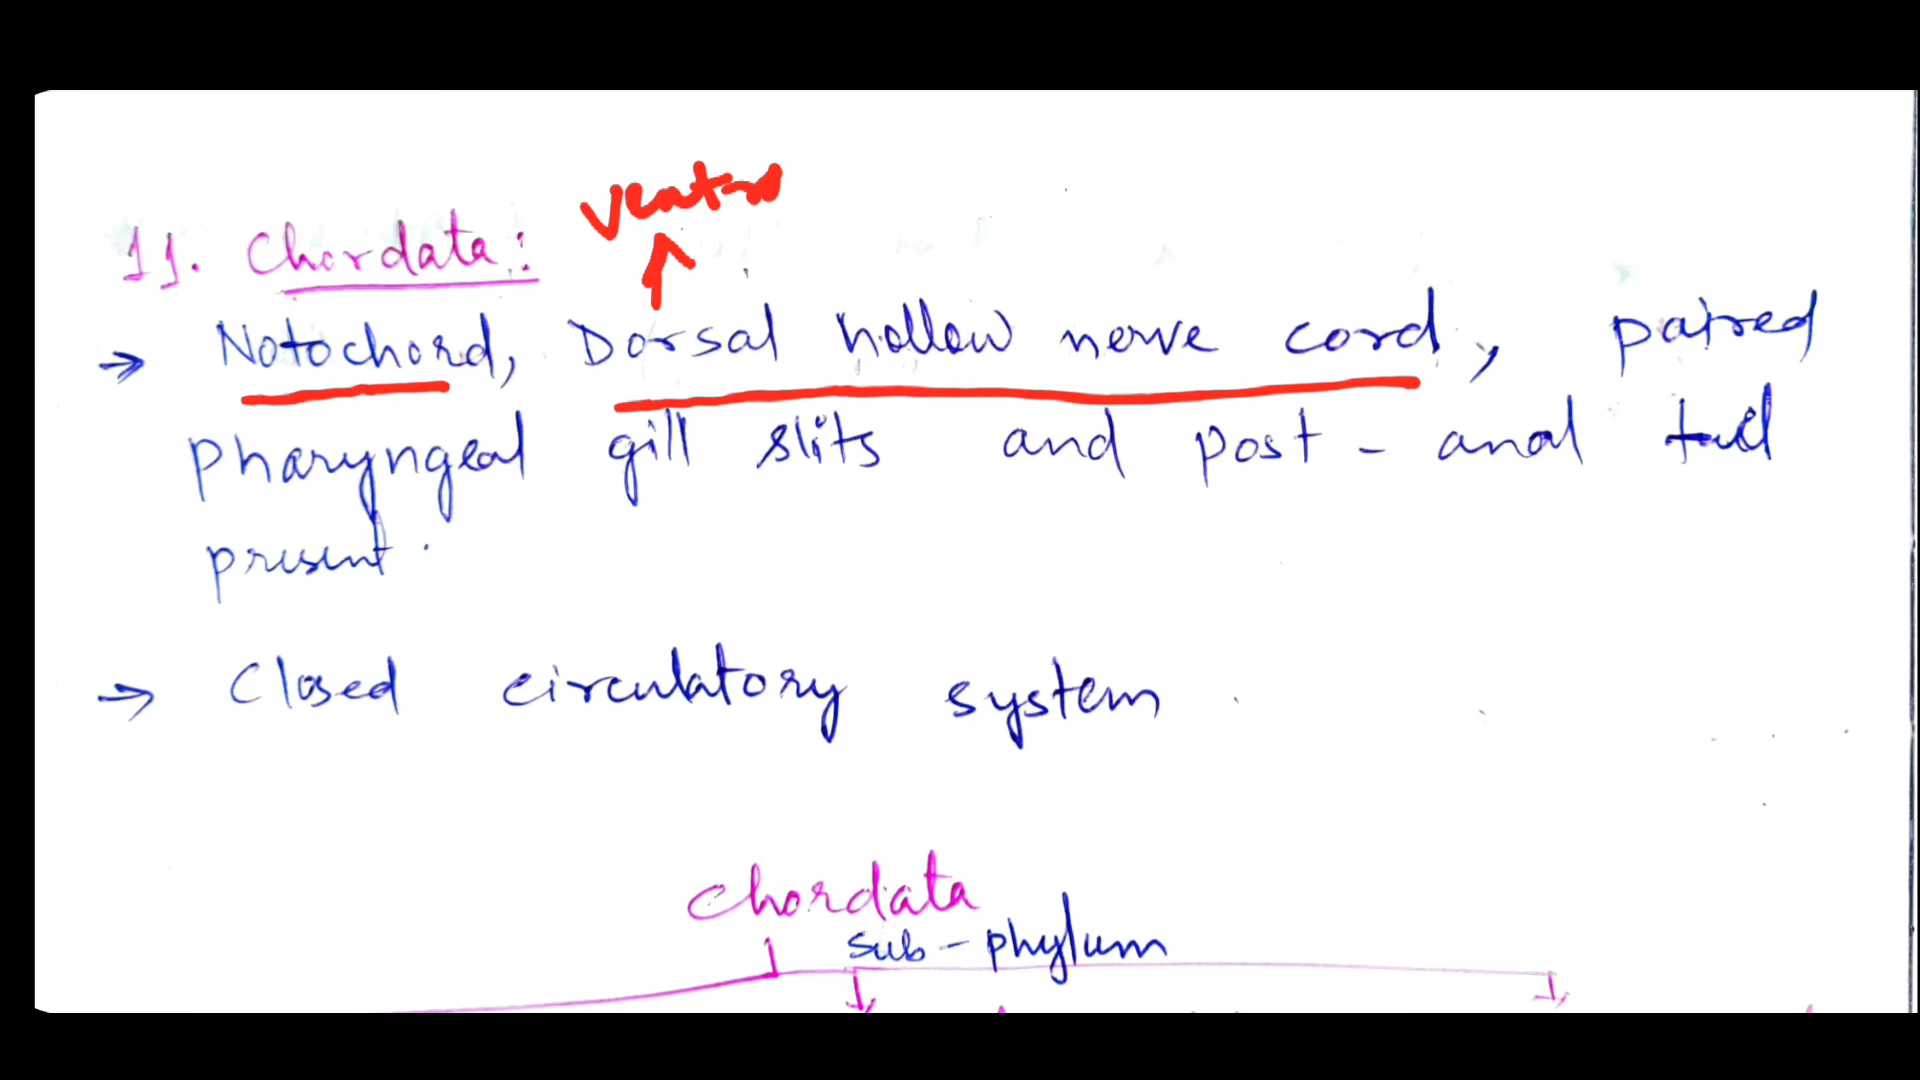 ventral
11. Chordata:
→ Notochord, Dorsal hollow nerve cord, paired
pharyngeal gill slits and post - anal tail
present.
→ Closed circulatory system.
Chordata
sub - phylum